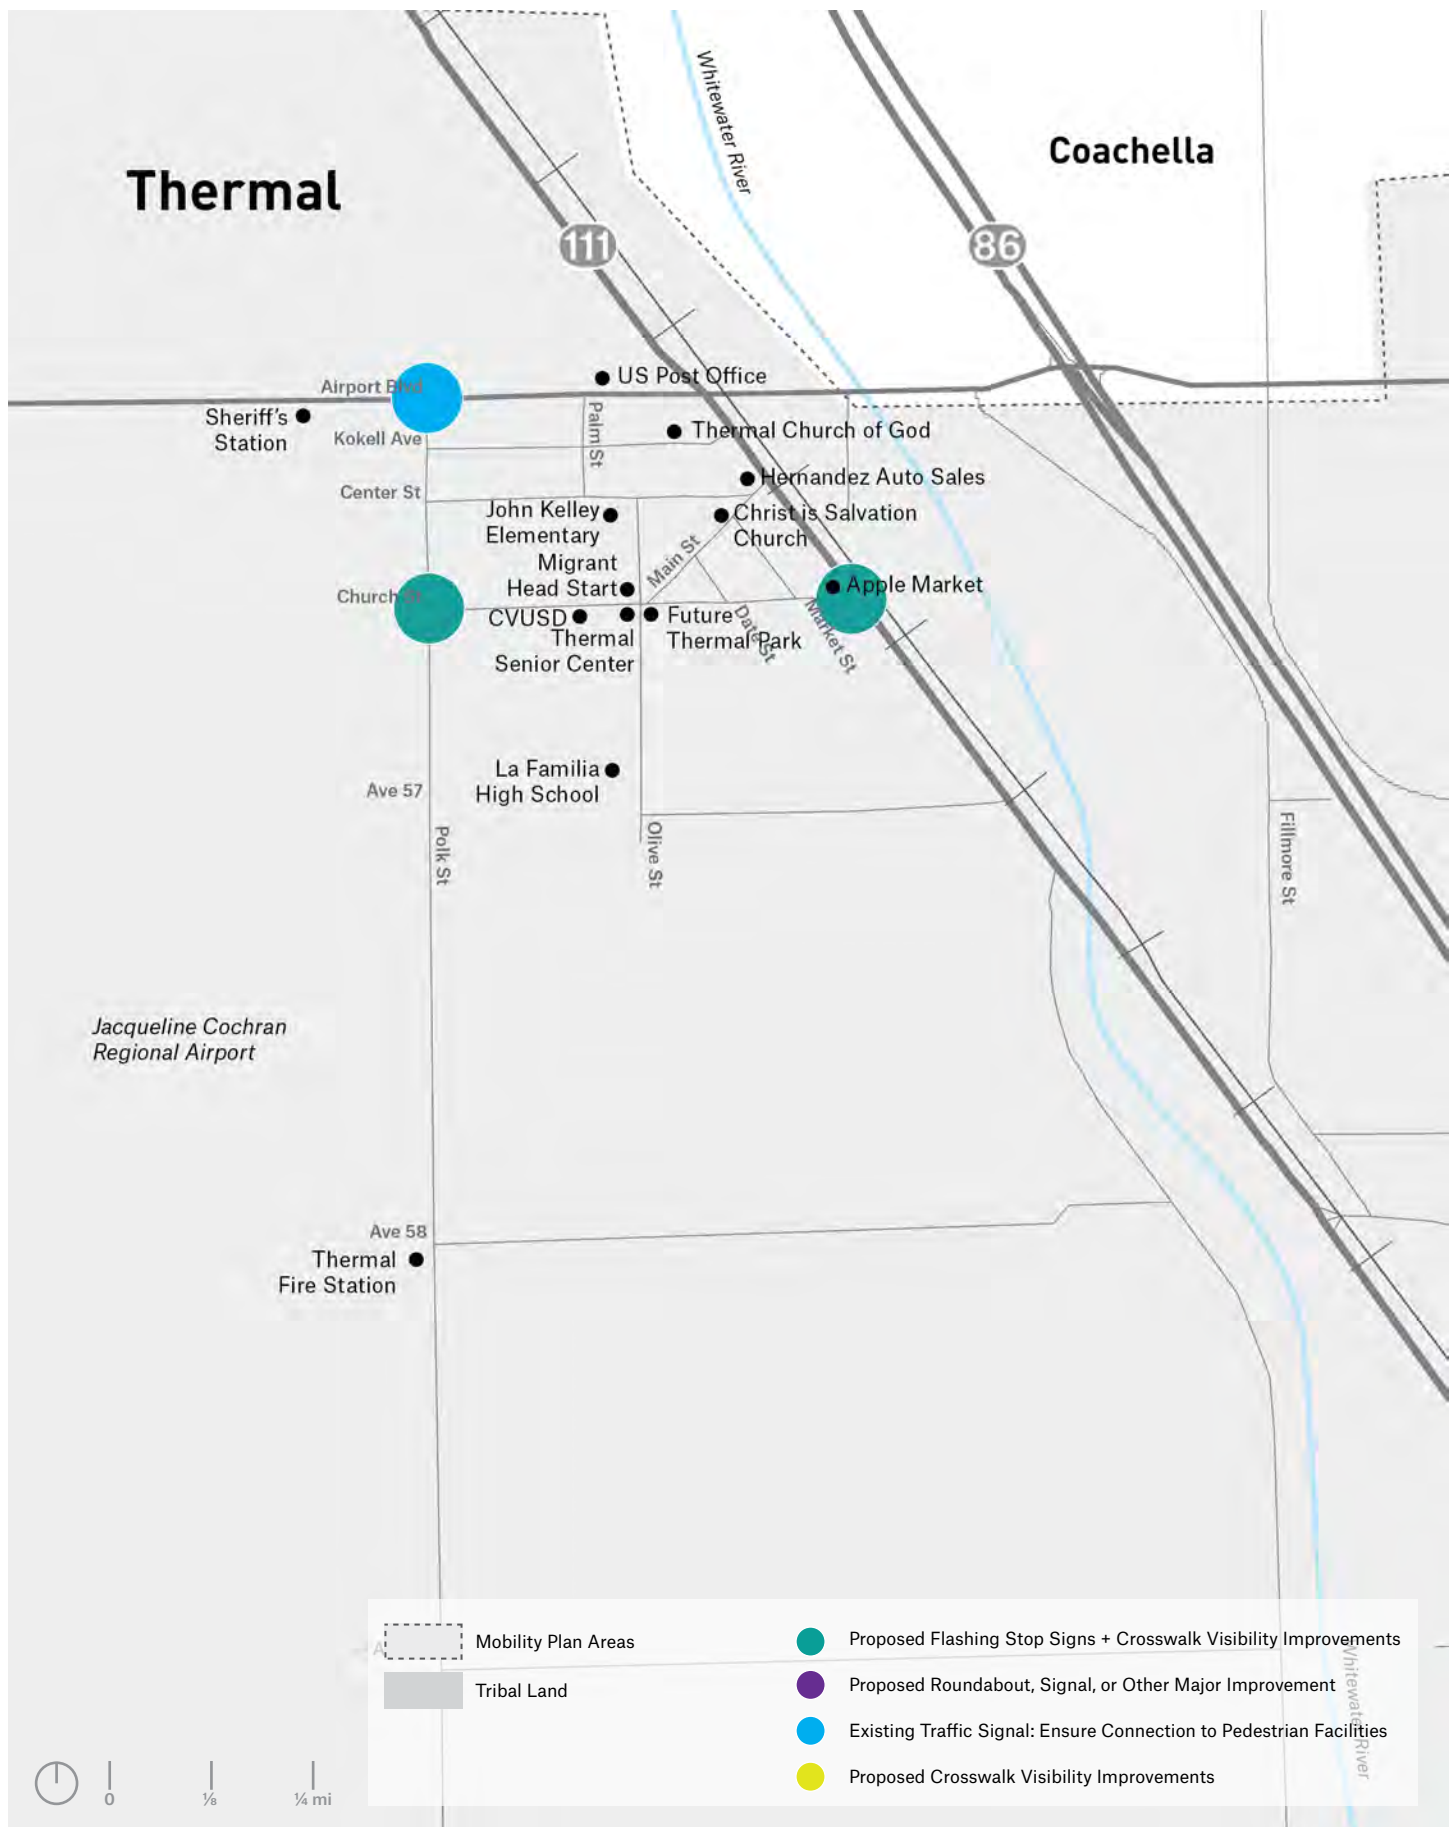 Whitewater River
Coachella
Thermal
111
86
Airport Blvd
US Post Office
Sheriff's
Station
Palm St
Kokell Ave
Thermal Church of God
Hernandez Auto Sales
Center St
John Kelley
Elementary
Christ is Salvation
Church
Main St
Migrant
Head Start
Apple Market
Church St
CVUSD
Future
Thermal Park
Thermal
Senior Center
Date St
Market St
La Familia
High School
Ave 57
Polk St
Olive St
Fillmore St
Jacqueline Cochran
Regional Airport
Ave 58
Thermal
Fire Station
Mobility Plan Areas
Tribal Land
Proposed Flashing Stop Signs + Crosswalk Visibility Improvements
Proposed Roundabout, Signal, or Other Major Improvement
Existing Traffic Signal: Ensure Connection to Pedestrian Facilities
Proposed Crosswalk Visibility Improvements
Whitewater River
0
⅛
¼ mi